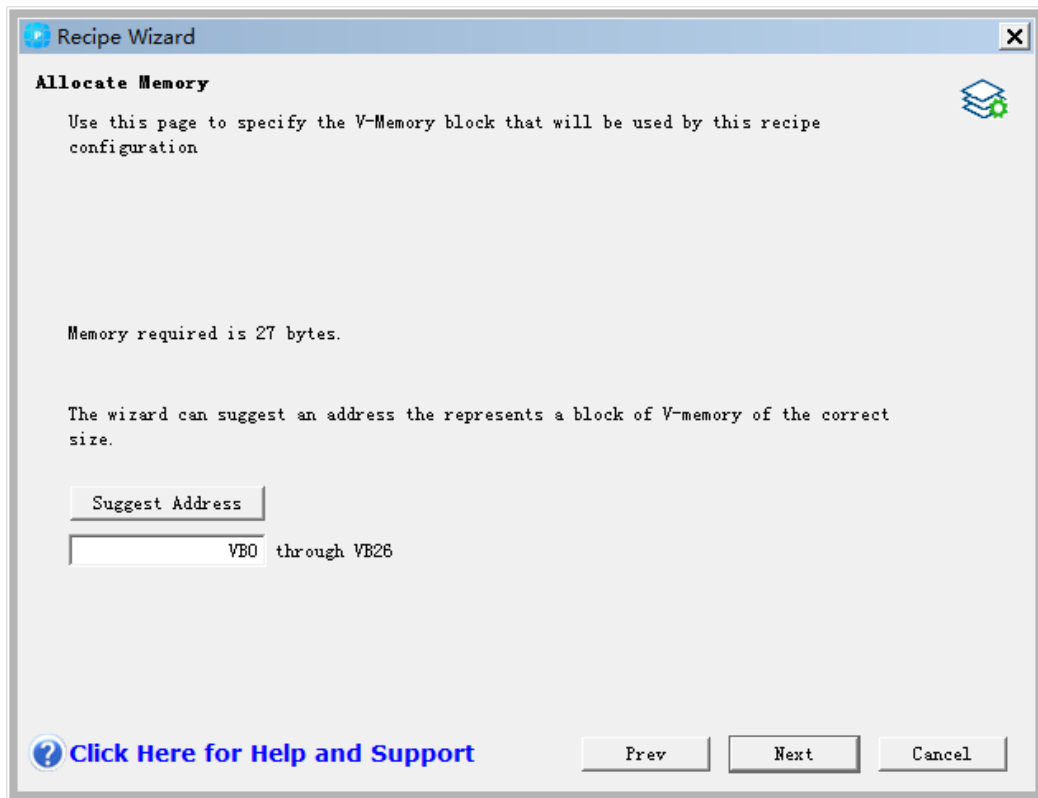 Recipe Wizard
Allocate Memory
Use this page to specify the V-Memory block that will be used by this recipe
configuration
Memory required is 27 bytes.
The wizard can suggest an address the represents a block of V-memory of the correct
size.
Suggest Address
VB0 through VB26
Click Here for Help and Support
Prev Next Cancel